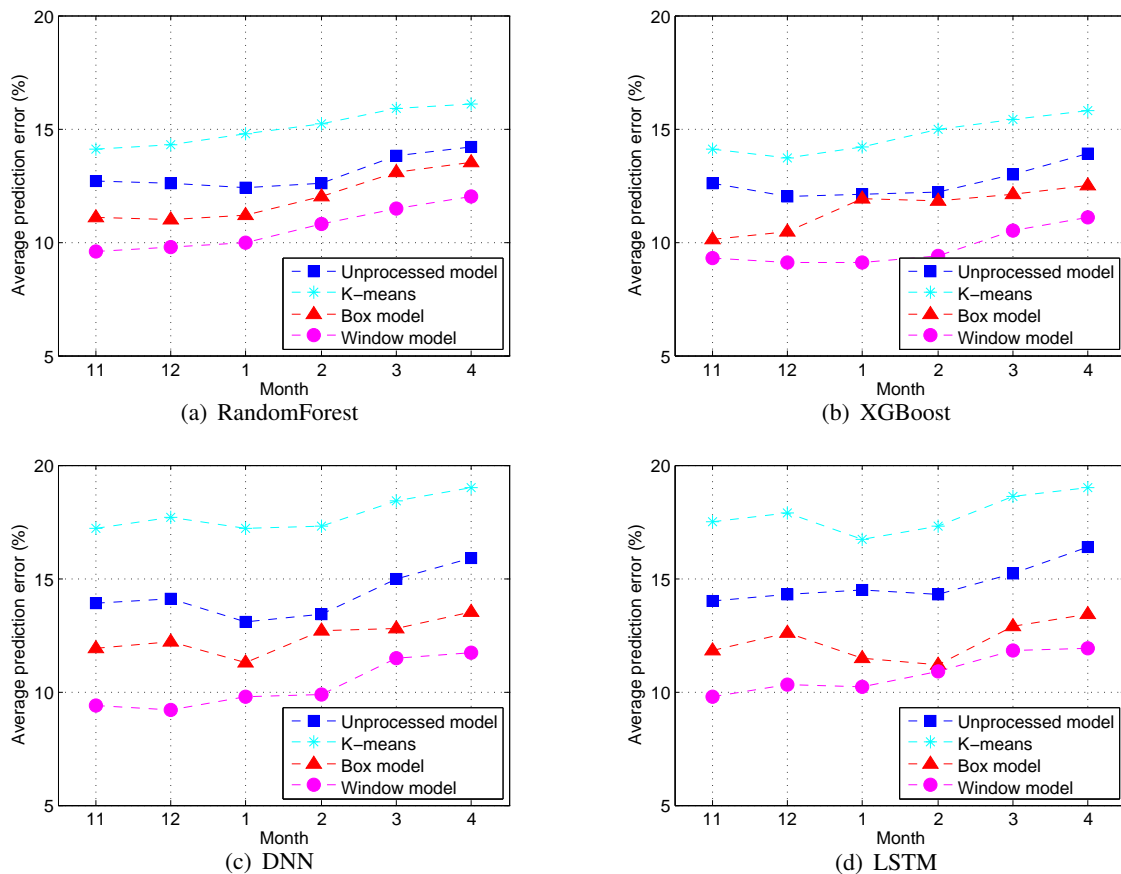 20
15
10
5
Average prediction error (%)
11 12 1 2 3 4
Month
Unprocessed model
K−means
Box model
Window model
(a) RandomForest
20
15
10
5
Average prediction error (%)
11 12 1 2 3 4
Month
Unprocessed model
K−means
Box model
Window model
(b) XGBoost
20
15
10
5
Average prediction error (%)
11 12 1 2 3 4
Month
Unprocessed model
K−means
Box model
Window model
(c) DNN
20
15
10
5
Average prediction error (%)
11 12 1 2 3 4
Month
Unprocessed model
K−means
Box model
Window model
(d) LSTM